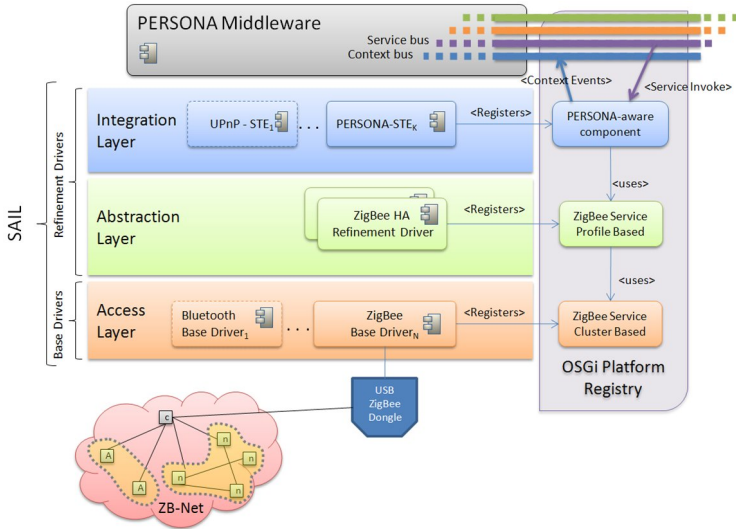 PERSONA Middleware
Service bus
Context bus
<Context Events>
<Service Invoke>
SAIL
Refinement Drivers
Base Drivers
Integration
Layer
UPnP - STE1
...
PERSONA-STEK
<Registers>
PERSONA-aware
component
<uses>
Abstraction
Layer
ZigBee HA
Refinement Driver
<Registers>
ZigBee Service
Profile Based
<uses>
Access
Layer
Bluetooth
Base Driver1
...
ZigBee
Base DriverN
<Registers>
ZigBee Service
Cluster Based
OSGi Platform
Registry
USB
ZigBee
Dongle
c
A
A
n
n
n
n
ZB-Net